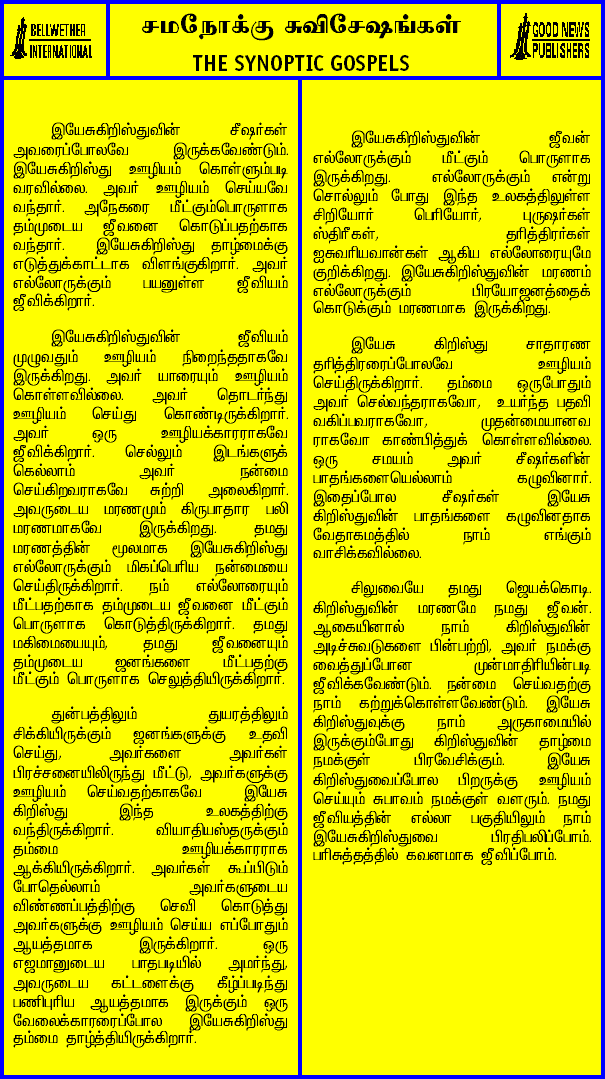 BELLWETHER
INTERNATIONAL
சமநோக்கு சுவிசேஷங்கள்
THE SYNOPTIC GOSPELS
GOOD NEWS
PUBLISHERS
இயேசுகிறிஸ்துவின் சீஷர்கள்
அவரைப்போலவே இருக்கவேண்டும்.
இயேசுகிறிஸ்து ஊழியம் கொள்ளும்படி
வரவில்லை. அவர் ஊழியம் செய்யவே
வந்தார். அநேகரை மீட்கும்பொருளாக
தம்முடைய ஜீவனை கொடுப்பதற்காக
வந்தார். இயேசுகிறிஸ்து தாழ்மைக்கு
எடுத்துக்காட்டாக விளங்குகிறார். அவர்
எல்லோருக்கும் பயனுள்ள ஜீவியம்
ஜீவிக்கிறார்.
இயேசுகிறிஸ்துவின் ஜீவியம்
முழுவதும் ஊழியம் நிறைந்ததாகவே
இருக்கிறது. அவர் யாரையும் ஊழியம்
கொள்ளவில்லை. அவர் தொடர்ந்து
ஊழியம் செய்து கொண்டிருக்கிறார்.
அவர் ஒரு ஊழியக்காரராகவே
ஜீவிக்கிறார். செல்லும் இடங்களுக்
கெல்லாம் அவர் நன்மை
செய்கிறவராகவே சுற்றி அலைகிறார்.
அவருடைய மரணமும் கிருபாதார பலி
மரணமாகவே இருக்கிறது. தமது
மரணத்தின் மூலமாக இயேசுகிறிஸ்து
எல்லோருக்கும் மிகப்பெரிய நன்மையை
செய்திருக்கிறார். நம் எல்லோரையும்
மீட்பதற்காக தம்முடைய ஜீவனை மீட்கும்
பொருளாக கொடுத்திருக்கிறார். தமது
மகிமையையும், தமது ஜீவனையும்
தம்முடைய ஜனங்களை மீட்பதற்கு
மீட்கும் பொருளாக செலுத்தியிருக்கிறார்.
துன்பத்திலும் துயரத்திலும்
சிக்கியிருக்கும் ஜனங்களுக்கு உதவி
செய்து, அவர்களை அவர்கள்
பிரச்சனையிலிருந்து மீட்டு, அவர்களுக்கு
ஊழியம் செய்வதற்காகவே இயேசு
கிறிஸ்து இந்த உலகத்திற்கு
வந்திருக்கிறார். வியாதியஸ்தருக்கும்
தம்மை ஊழியக்காரராக
ஆக்கியிருக்கிறார். அவர்கள் கூப்பிடும்
போதெல்லாம் அவர்களுடைய
விண்ணப்பத்திற்கு செவி கொடுத்து
அவர்களுக்கு ஊழியம் செய்ய எப்போதும்
ஆயத்தமாக இருக்கிறார். ஒரு
எஜமானுடைய பாதபடியில் அமர்ந்து,
அவருடைய கட்டளைக்கு கீழ்ப்படிந்து
பணிபுரிய ஆயத்தமாக இருக்கும் ஒரு
வேலைக்காரரைப்போல இயேசுகிறிஸ்து
தம்மை தாழ்த்தியிருக்கிறார்.
இயேசுகிறிஸ்துவின் ஜீவன்
எல்லோருக்கும் மீட்கும் பொருளாக
இருக்கிறது. எல்லோருக்கும் என்று
சொல்லும் போது இந்த உலகத்திலுள்ள
சிறியோர் பெரியோர், புருஷர்கள்
ஸ்திரீகள், தரித்திரர்கள்
ஐசுவரியவான்கள் ஆகிய எல்லோரையுமே
குறிக்கிறது. இயேசுகிறிஸ்துவின் மரணம்
எல்லோருக்கும் பிரயோஜனத்தைக்
கொடுக்கும் மரணமாக இருக்கிறது.
இயேசு கிறிஸ்து சாதாரண
தரித்திரரைப்போலவே ஊழியம்
செய்திருக்கிறார். தம்மை ஒருபோதும்
அவர் செல்வந்தராகவோ, உயர்ந்த பதவி
வகிப்பவராகவோ, முதன்மையானவ
ராகவோ காண்பித்துக் கொள்ளவில்லை.
ஒரு சமயம் அவர் சீஷர்களின்
பாதங்களையெல்லாம் கழுவினார்.
இதைப்போல சீஷர்கள் இயேசு
கிறிஸ்துவின் பாதங்களை கழுவினதாக
வேதாகமத்தில் நாம் எங்கும்
வாசிக்கவில்லை.
சிலுவையே தமது ஜெயக்கொடி.
கிறிஸ்துவின் மரணமே நமது ஜீவன்.
ஆகையினால் நாம் கிறிஸ்துவின்
அடிச்சுவடுகளை பின்பற்றி, அவர் நமக்கு
வைத்துப்போன முன்மாதிரியின்படி
ஜீவிக்கவேண்டும். நன்மை செய்வதற்கு
நாம் கற்றுக்கொள்ளவேண்டும். இயேசு
கிறிஸ்துவுக்கு நாம் அருகாமையில்
இருக்கும்போது கிறிஸ்துவின் தாழ்மை
நமக்குள் பிரவேசிக்கும். இயேசு
கிறிஸ்துவைப்போல பிறருக்கு ஊழியம்
செய்யும் சுபாவம் நமக்குள் வளரும். நமது
ஜீவியத்தின் எல்லா பகுதியிலும் நாம்
இயேசுகிறிஸ்துவை பிரதிபலிப்போம்.
பரிசுத்தத்தில் கவனமாக ஜீவிப்போம்.